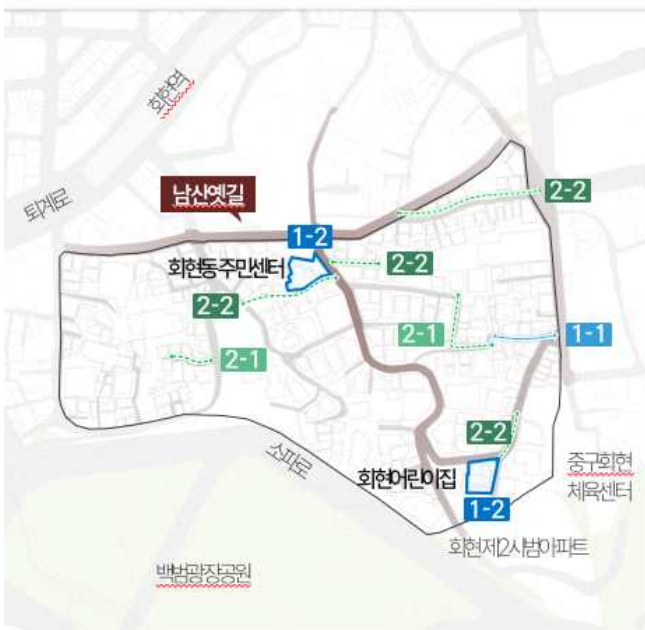 회현역
퇴계로
남산옛길
2-2
1-2
회현동주민센터
2-2
2-2
2-1
1-1
2-1
2-2
소파로
회현어린이집
중구회현
체육센터
1-2
회현제2시범아파트
백범광장공원